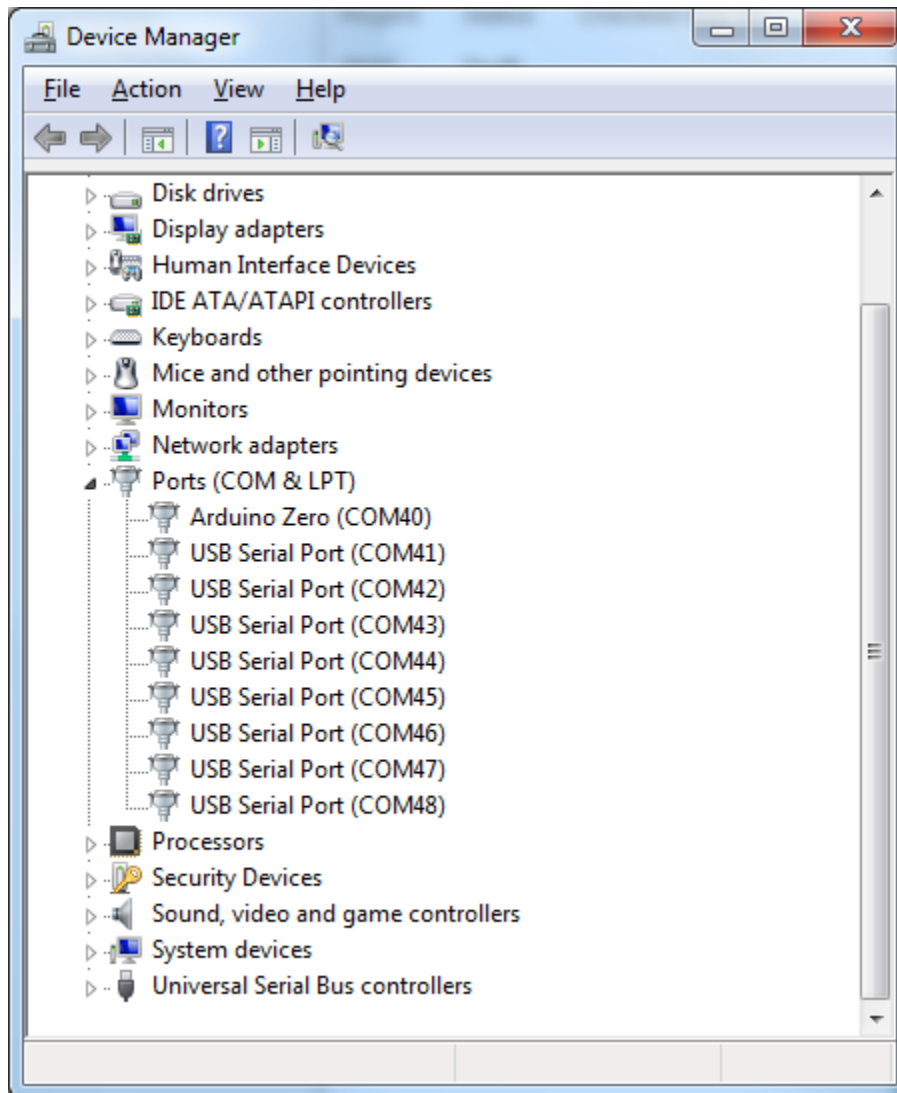 Device Manager
File Action View Help
Disk drives
Display adapters
Human Interface Devices
IDE ATA/ATAPI controllers
Keyboards
Mice and other pointing devices
Monitors
Network adapters
Ports (COM & LPT)
Arduino Zero (COM40)
USB Serial Port (COM41)
USB Serial Port (COM42)
USB Serial Port (COM43)
USB Serial Port (COM44)
USB Serial Port (COM45)
USB Serial Port (COM46)
USB Serial Port (COM47)
USB Serial Port (COM48)
Processors
Security Devices
Sound, video and game controllers
System devices
Universal Serial Bus controllers